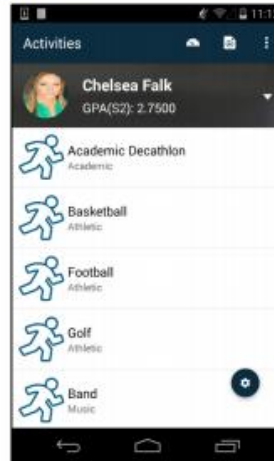 Activities
Chelsea Falk
GPA(S2): 2.7500
Academic Decathlon
Academic
Basketball
Athletic
Football
Athletic
Golf
Athletic
Band
Music